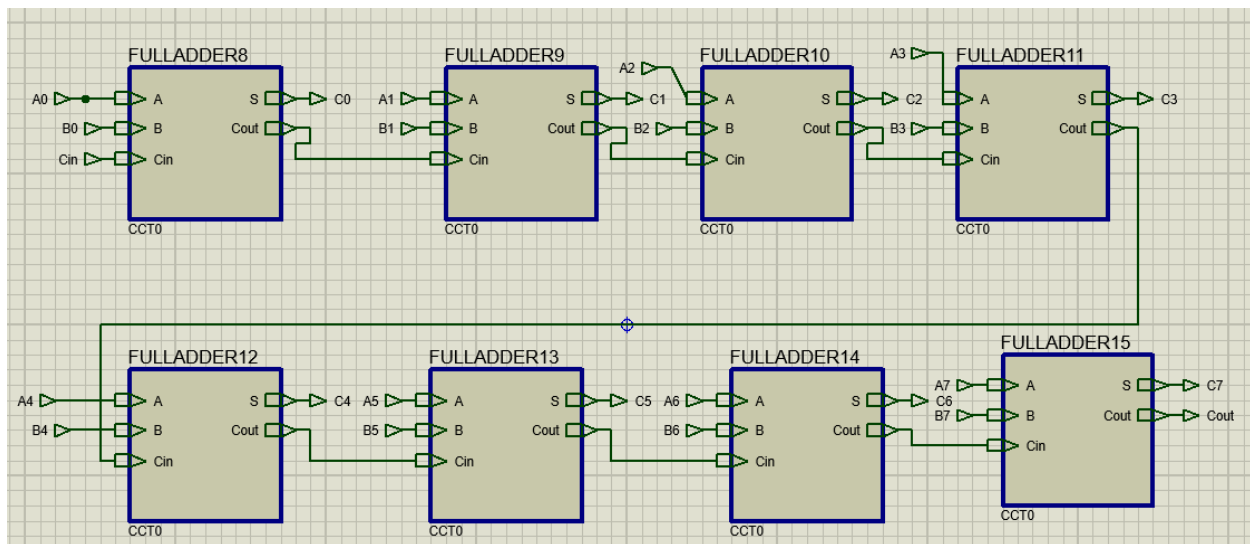 FULLADDER8
A0
A
S
C0
B0
B
Cout
Cin
Cin
CCT0
FULLADDER9
A1
A
S
C1
B1
B
Cout
Cin
CCT0
FULLADDER10
A2
A
S
C2
B2
B
Cout
Cin
CCT0
FULLADDER11
A3
A
S
C3
B3
B
Cout
Cin
CCT0
FULLADDER12
A4
A
S
C4
B4
B
Cout
Cin
CCT0
FULLADDER13
A5
A
S
C5
B5
B
Cout
Cin
CCT0
FULLADDER14
A6
A
S
C6
B6
B
Cout
Cin
CCT0
FULLADDER15
A7
A
S
C7
B7
B
Cout
Cout
Cin
CCT0